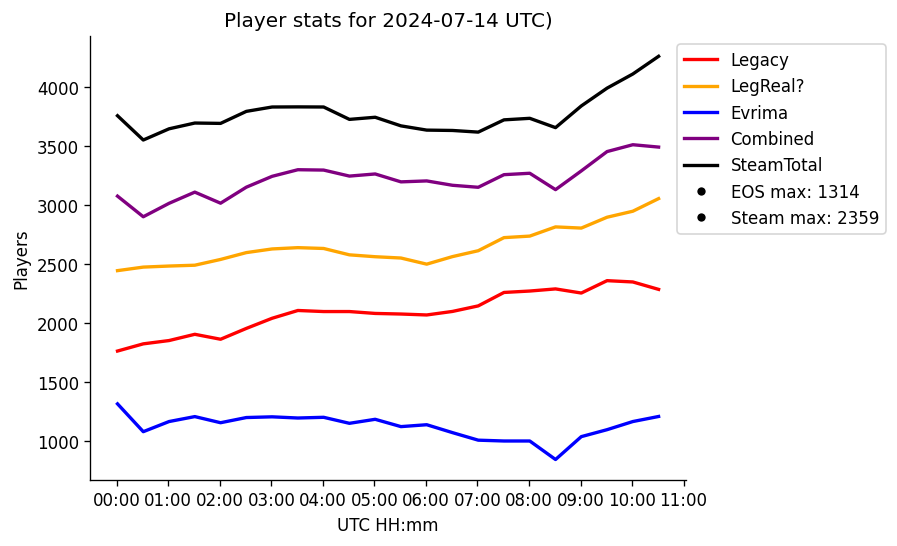 Player stats for 2024-07-14 UTC)
Legacy
LegReal?
Evrima
Combined
SteamTotal
EOS max: 1314
Steam max: 2359
Players
4000
3500
3000
2500
2000
1500
1000
00:00 01:00 02:00 03:00 04:00 05:00 06:00 07:00 08:00 09:00 10:00 11:00
UTC HH:mm